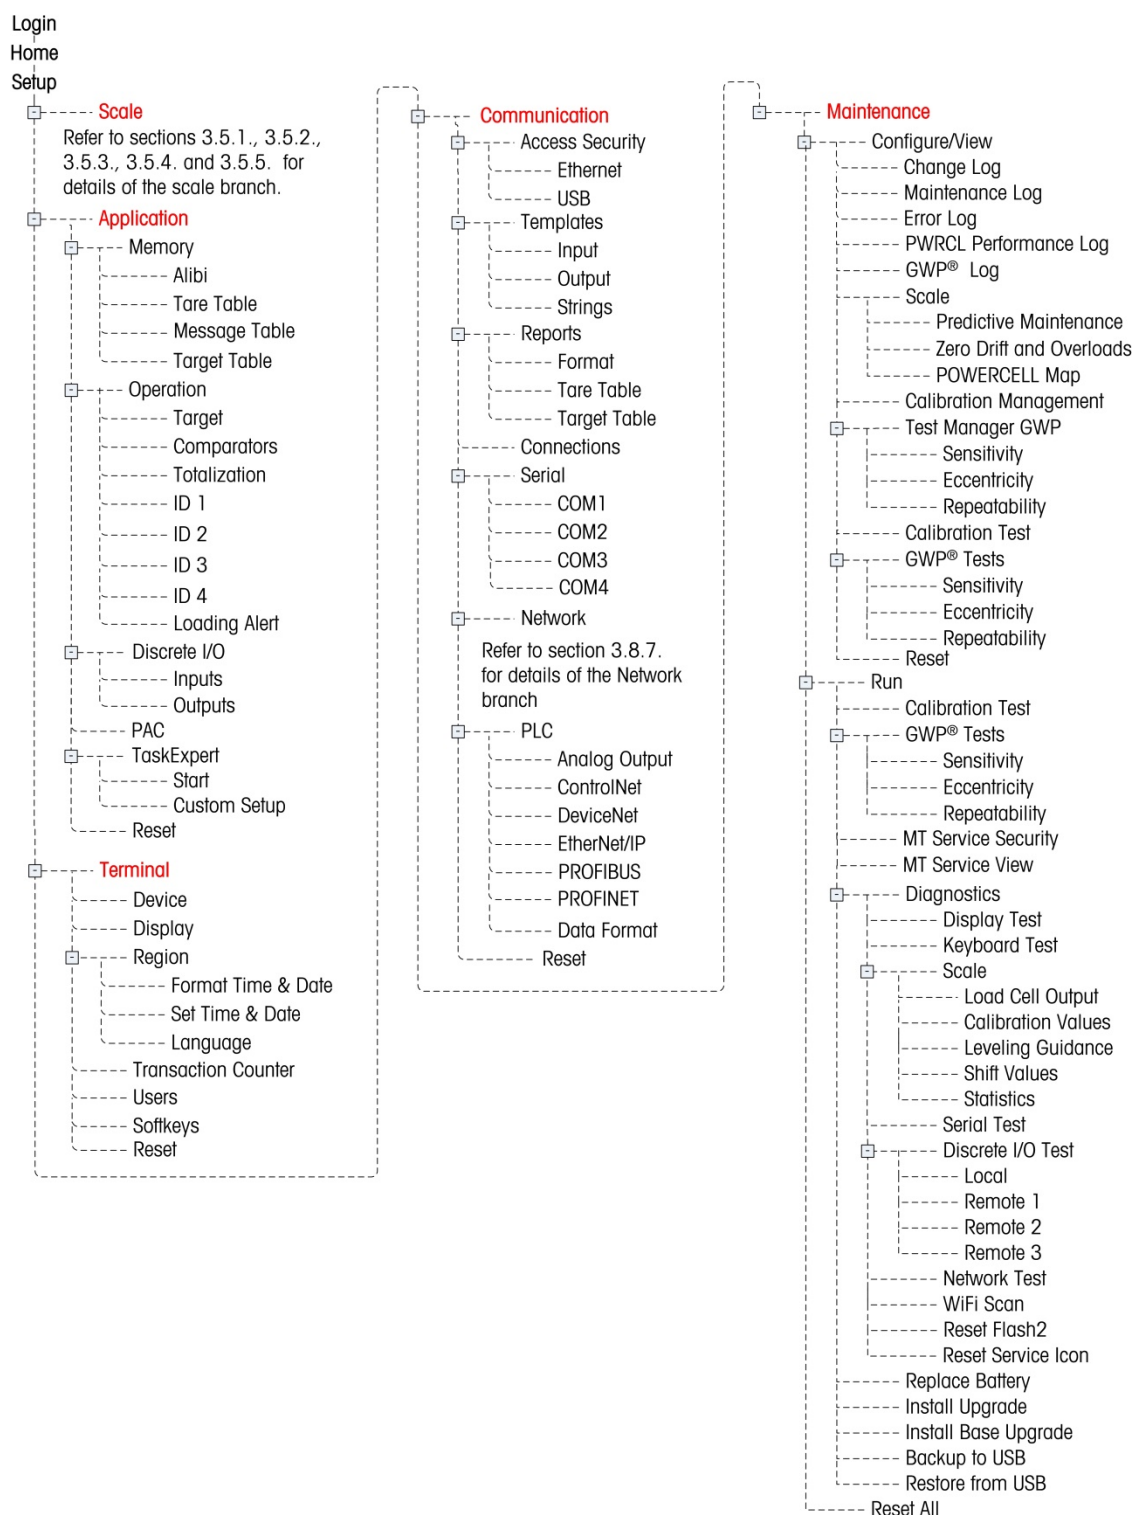 Login
Home
Setup
Scale
Refer to sections 3.5.1., 3.5.2.,
3.5.3., 3.5.4. and 3.5.5. for
details of the scale branch.
Application
Memory
Alibi
Tare Table
Message Table
Target Table
Operation
Target
Comparators
Totalization
ID 1
ID 2
ID 3
ID 4
Loading Alert
Discrete I/O
Inputs
Outputs
PAC
TaskExpert
Start
Custom Setup
Reset
Terminal
Device
Display
Region
Format Time & Date
Set Time & Date
Language
Transaction Counter
Users
Softkeys
Reset
Communication
Access Security
Ethernet
USB
Templates
Input
Output
Strings
Reports
Format
Tare Table
Target Table
Connections
Serial
COM1
COM2
COM3
COM4
Network
Refer to section 3.8.7.
for details of the Network
branch
PLC
Analog Output
ControlNet
DeviceNet
EtherNet/IP
PROFIBUS
PROFINET
Data Format
Reset
Maintenance
Configure/View
Change Log
Maintenance Log
Error Log
PWRCL Performance Log
GWP® Log
Scale
Predictive Maintenance
Zero Drift and Overloads
POWERCELL Map
Calibration Management
Test Manager GWP
Sensitivity
Eccentricity
Repeatability
Calibration Test
GWP® Tests
Sensitivity
Eccentricity
Repeatability
Reset
Run
Calibration Test
GWP® Tests
Sensitivity
Eccentricity
Repeatability
MT Service Security
MT Service View
Diagnostics
Display Test
Keyboard Test
Scale
Load Cell Output
Calibration Values
Leveling Guidance
Shift Values
Statistics
Serial Test
Discrete I/O Test
Local
Remote 1
Remote 2
Remote 3
Network Test
WiFi Scan
Reset Flash2
Reset Service Icon
Replace Battery
Install Upgrade
Install Base Upgrade
Backup to USB
Restore from USB
Reset All